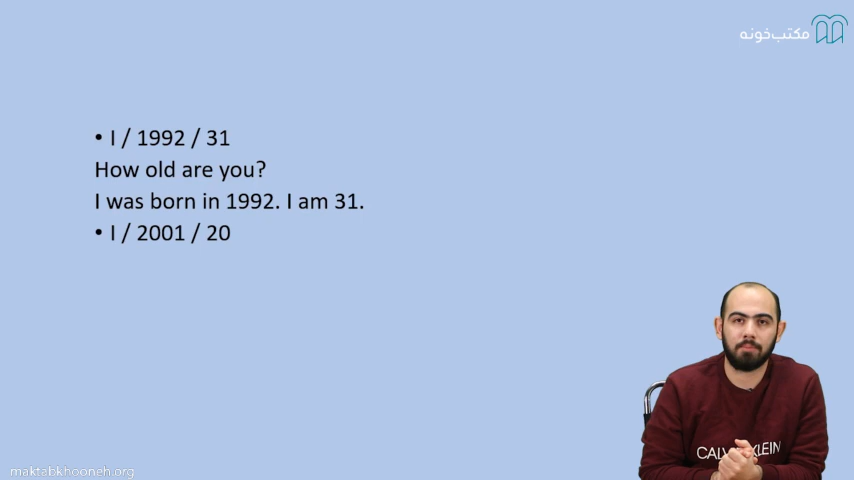 مکتب‌خونه
• I / 1992 / 31
How old are you?
I was born in 1992. I am 31.
• I / 2001 / 20
CALV KLEIN
maktabkhooneh.org